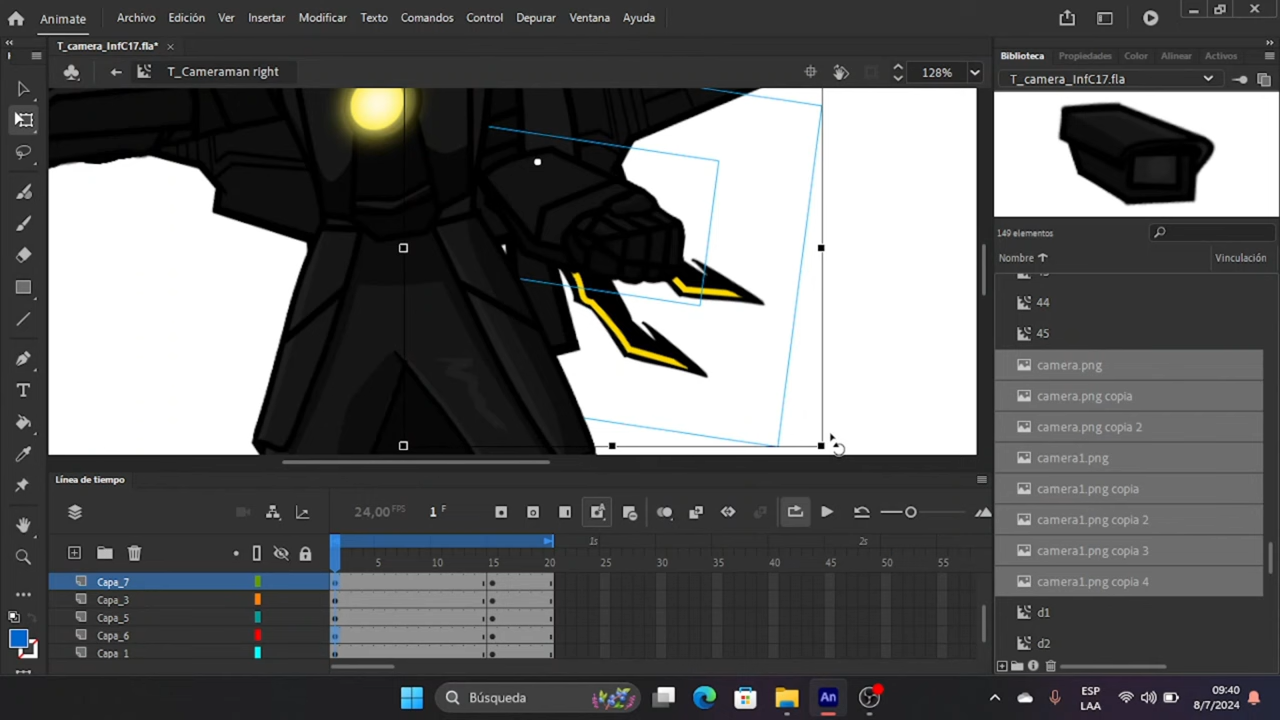 Animate Archivo Edición Ver Insertar Modificar Texto Comandos Control Depurar Ventana Ayuda
T_camera_InfC17.fla*
T_Cameraman right
128%
Biblioteca Propiedades Color Alinear Activos
T_camera_InfC17.fla
149 elementos
Nombre Vinculación
44
45
camera.png
camera.png copia
camera.png copia 2
camera1.png
camera1.png copia
camera1.png copia 2
camera1.png copia 3
camera1.png copia 4
d1
d2
Línea de tiempo
24,00 FPS 1 F
1s 2s
5 10 15 20 25 30 35 40 45 50 55
Capa_7
Capa_3
Capa_5
Capa_6
Capa_1
Búsqueda
An
ESP
LAA
09:40
8/7/2024